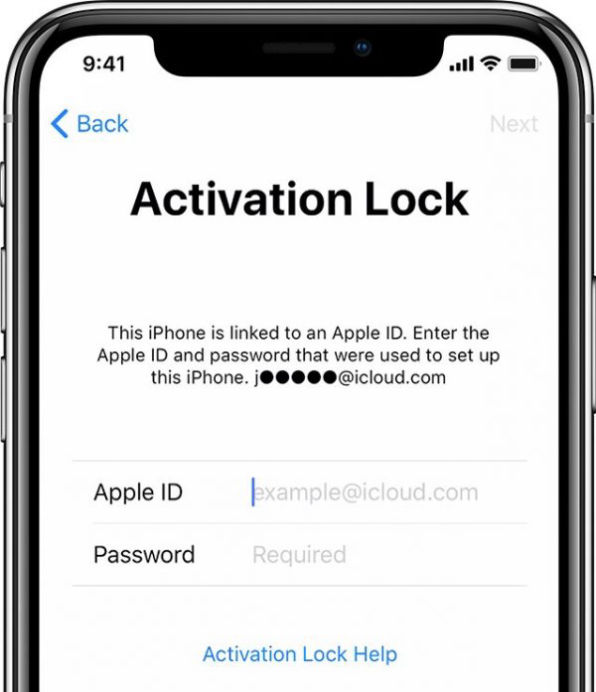 9:41
Back
Next
Activation Lock
This iPhone is linked to an Apple ID. Enter the
Apple ID and password that were used to set up
this iPhone. j●●●●●@icloud.com
Apple ID example@icloud.com
Password Required
Activation Lock Help